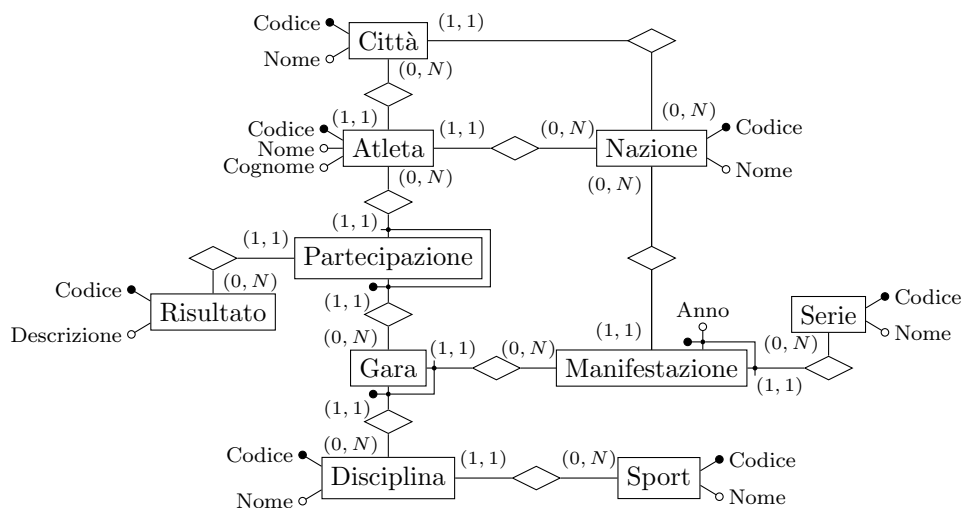 Codice
(1, 1)
Città
Nome
(0, N)
(0, N)
Codice
(1, 1)
(1, 1)
(0, N)
Codice
Nome
Atleta
Nazione
Cognome
(0, N)
(0, N)
Nome
(1, 1)
(1, 1)
Partecipazione
Codice
(0, N)
(1, 1)
Risultato
Descrizione
Anno
Serie
Codice
Nome
(0, N)
(1, 1)
(0, N)
(1, 1)
(0, N)
Gara
Manifestazione
(1, 1)
(1, 1)
(0, N)
Codice
(1, 1)
(0, N)
Codice
Disciplina
Sport
Nome
Nome